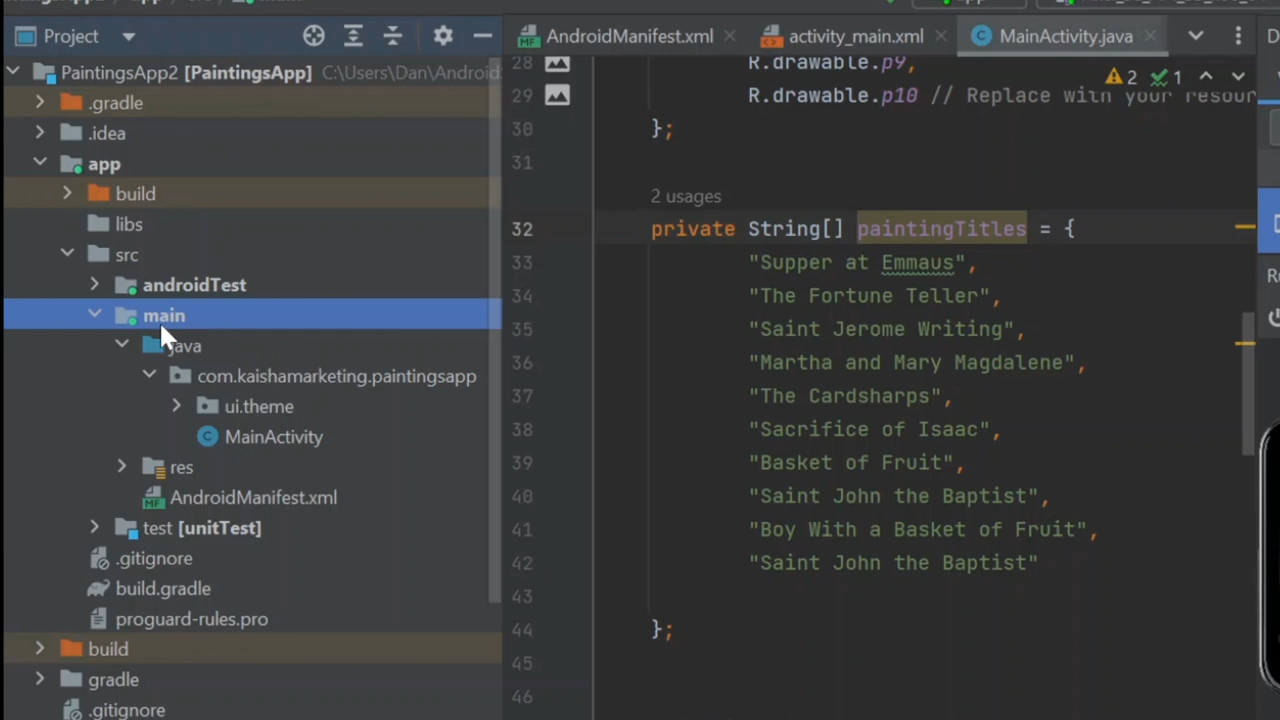 Project
PaintingsApp2 [PaintingsApp] C:\Users\Dan\Android
.gradle
.idea
app
build
libs
src
androidTest
main
java
com.kaishamarketing.paintingsapp
ui.theme
MainActivity
res
AndroidManifest.xml
test [unitTest]
.gitignore
build.gradle
proguard-rules.pro
build
gradle
.gitignore
AndroidManifest.xml activity_main.xml MainActivity.java
2 1
28 R.drawable.p9,
29 R.drawable.p10 // Replace with your resour
30 };
31
2 usages
32 private String[] paintingTitles = {
33 "Supper at Emmaus",
34 "The Fortune Teller",
35 "Saint Jerome Writing",
36 "Martha and Mary Magdalene",
37 "The Cardsharps",
38 "Sacrifice of Isaac",
39 "Basket of Fruit",
40 "Saint John the Baptist",
41 "Boy With a Basket of Fruit",
42 "Saint John the Baptist"
43
44 };
45
46